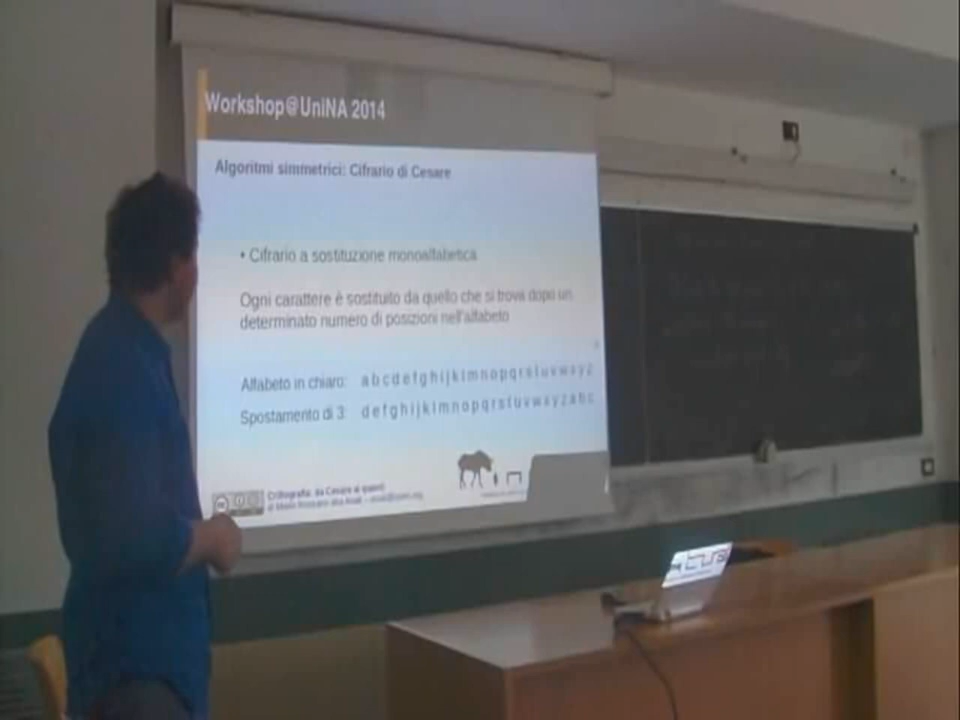 Workshop@UniNA 2014
Algoritmi simmetrici: Cifrario di Cesare
• Cifrario a sostituzione monoalfabetica
Ogni carattere è sostituito da quello che si trova dopo un
determinato numero di posizioni nell'alfabeto
Alfabeto in chiaro: a b c d e f g h i j k l m n o p q r s t u v w x y z
Spostamento di 3: d e f g h i j k l m n o p q r s t u v w x y z a b c
Crittografia: da Cesare ai quanti